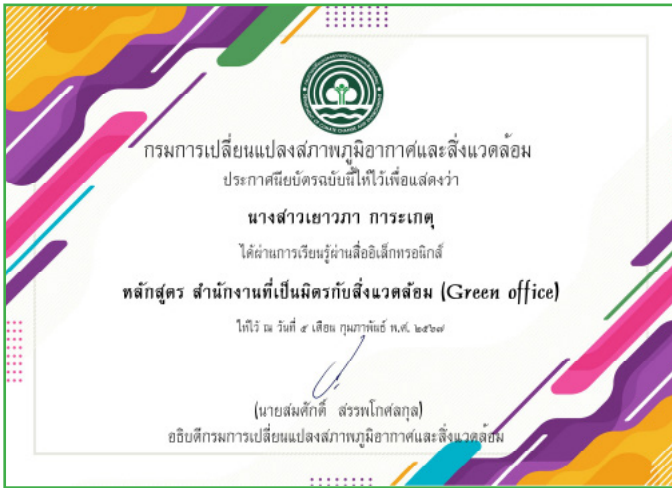 DEPARTMENT OF CLIMATE CHANGE AND ENVIRONMENT
กรมการเปลี่ยนแปลงสภาพภูมิอากาศและสิ่งแวดล้อม
ประกาศนียบัตรฉบับนี้ให้ไว้เพื่อแสดงว่า
นางสาวเยาวภา การะเกตุ
ได้ผ่านการเรียนรู้ผ่านสื่ออิเล็กทรอนิกส์
หลักสูตร สำนักงานที่เป็นมิตรกับสิ่งแวดล้อม (Green office)
ให้ไว้ ณ วันที่ ๕ เดือน กุมภาพันธ์ พ.ศ. ๒๕๖๗
(นายสมศักดิ์ สรรพโกศลกุล)
อธิบดีกรมการเปลี่ยนแปลงสภาพภูมิอากาศและสิ่งแวดล้อม